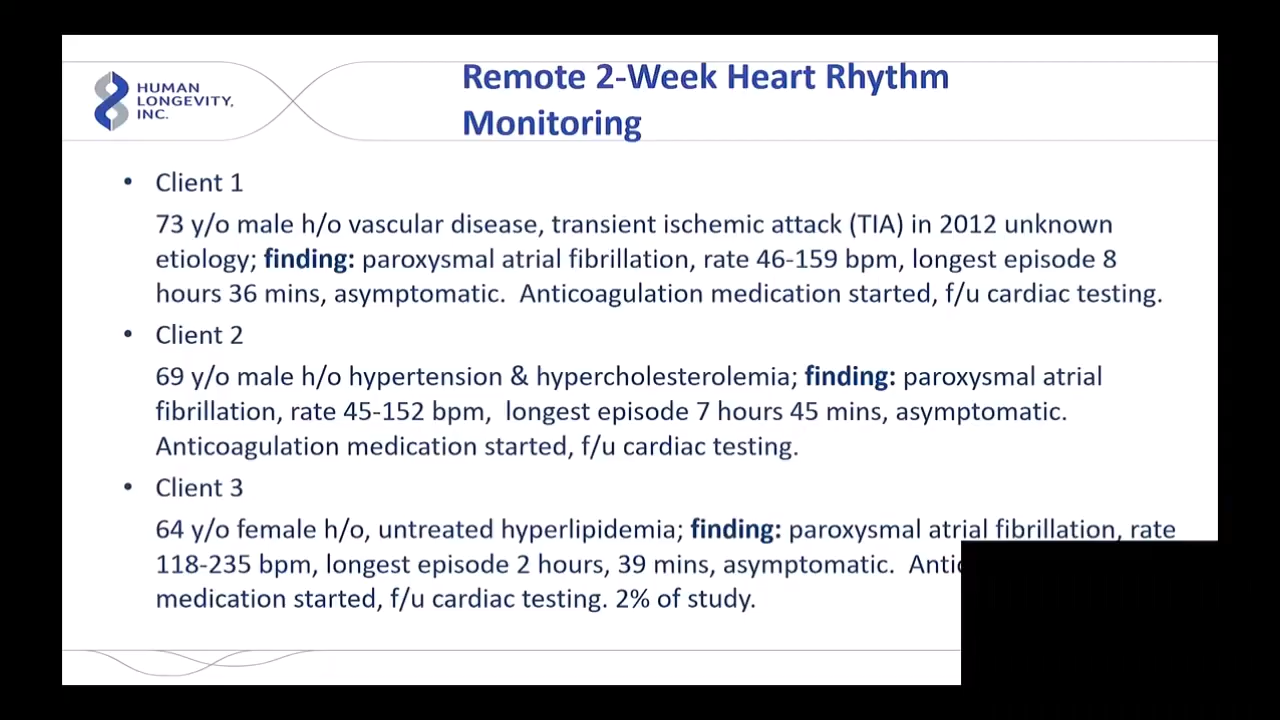 HUMAN
LONGEVITY,
INC.
Remote 2-Week Heart Rhythm
Monitoring
• Client 1
73 y/o male h/o vascular disease, transient ischemic attack (TIA) in 2012 unknown
etiology; finding: paroxysmal atrial fibrillation, rate 46-159 bpm, longest episode 8
hours 36 mins, asymptomatic.  Anticoagulation medication started, f/u cardiac testing.
• Client 2
69 y/o male h/o hypertension & hypercholesterolemia; finding: paroxysmal atrial
fibrillation, rate 45-152 bpm,  longest episode 7 hours 45 mins, asymptomatic.
Anticoagulation medication started, f/u cardiac testing.
• Client 3
64 y/o female h/o, untreated hyperlipidemia; finding: paroxysmal atrial fibrillation, rate
118-235 bpm, longest episode 2 hours, 39 mins, asymptomatic.
medication started, f/u cardiac testing. 2% of study.